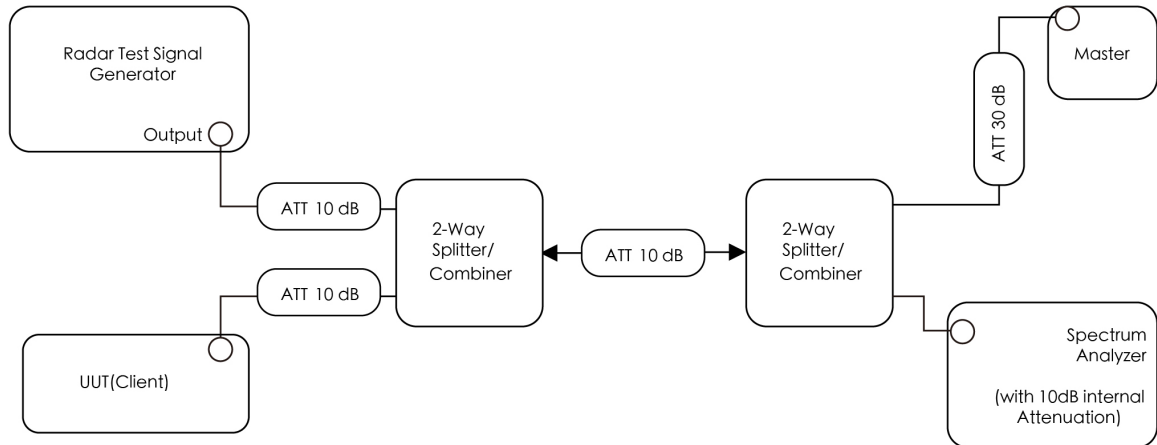 Radar Test Signal
Generator
Output
ATT 10 dB
2-Way
Splitter/
Combiner
ATT 10 dB
UUT(Client)
ATT 10 dB
2-Way
Splitter/
Combiner
ATT 30 dB
Master
Spectrum
Analyzer
(with 10dB internal
Attenuation)